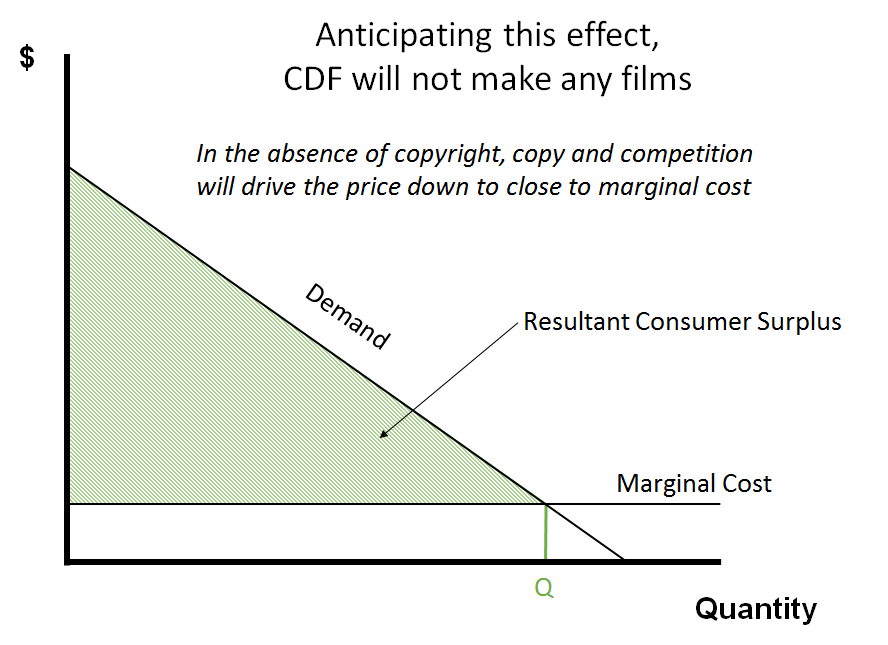 Anticipating this effect,
CDF will not make any films
$
In the absence of copyright, copy and competition
will drive the price down to close to marginal cost
Demand
Resultant Consumer Surplus
Marginal Cost
Q
Quantity